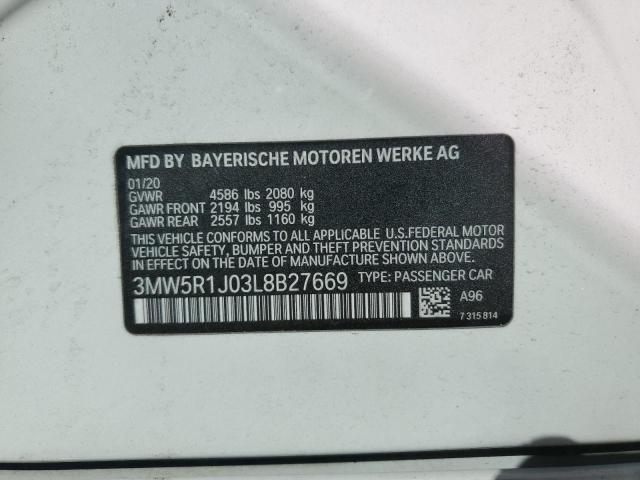 MFD BY BAYERISCHE MOTOREN WERKE AG
01/20
GVWR 4586 lbs 2080 kg
GAWR FRONT 2194 lbs 995 kg
GAWR REAR 2557 lbs 1160 kg
THIS VEHICLE CONFORMS TO ALL APPLICABLE U.S.FEDERAL MOTOR
VEHICLE SAFETY, BUMPER AND THEFT PREVENTION STANDARDS
IN EFFECT ON THE DATE OF MANUFACTURE SHOWN ABOVE.
3MW5R1J03L8B27669 TYPE: PASSENGER CAR
A96
7 315 814